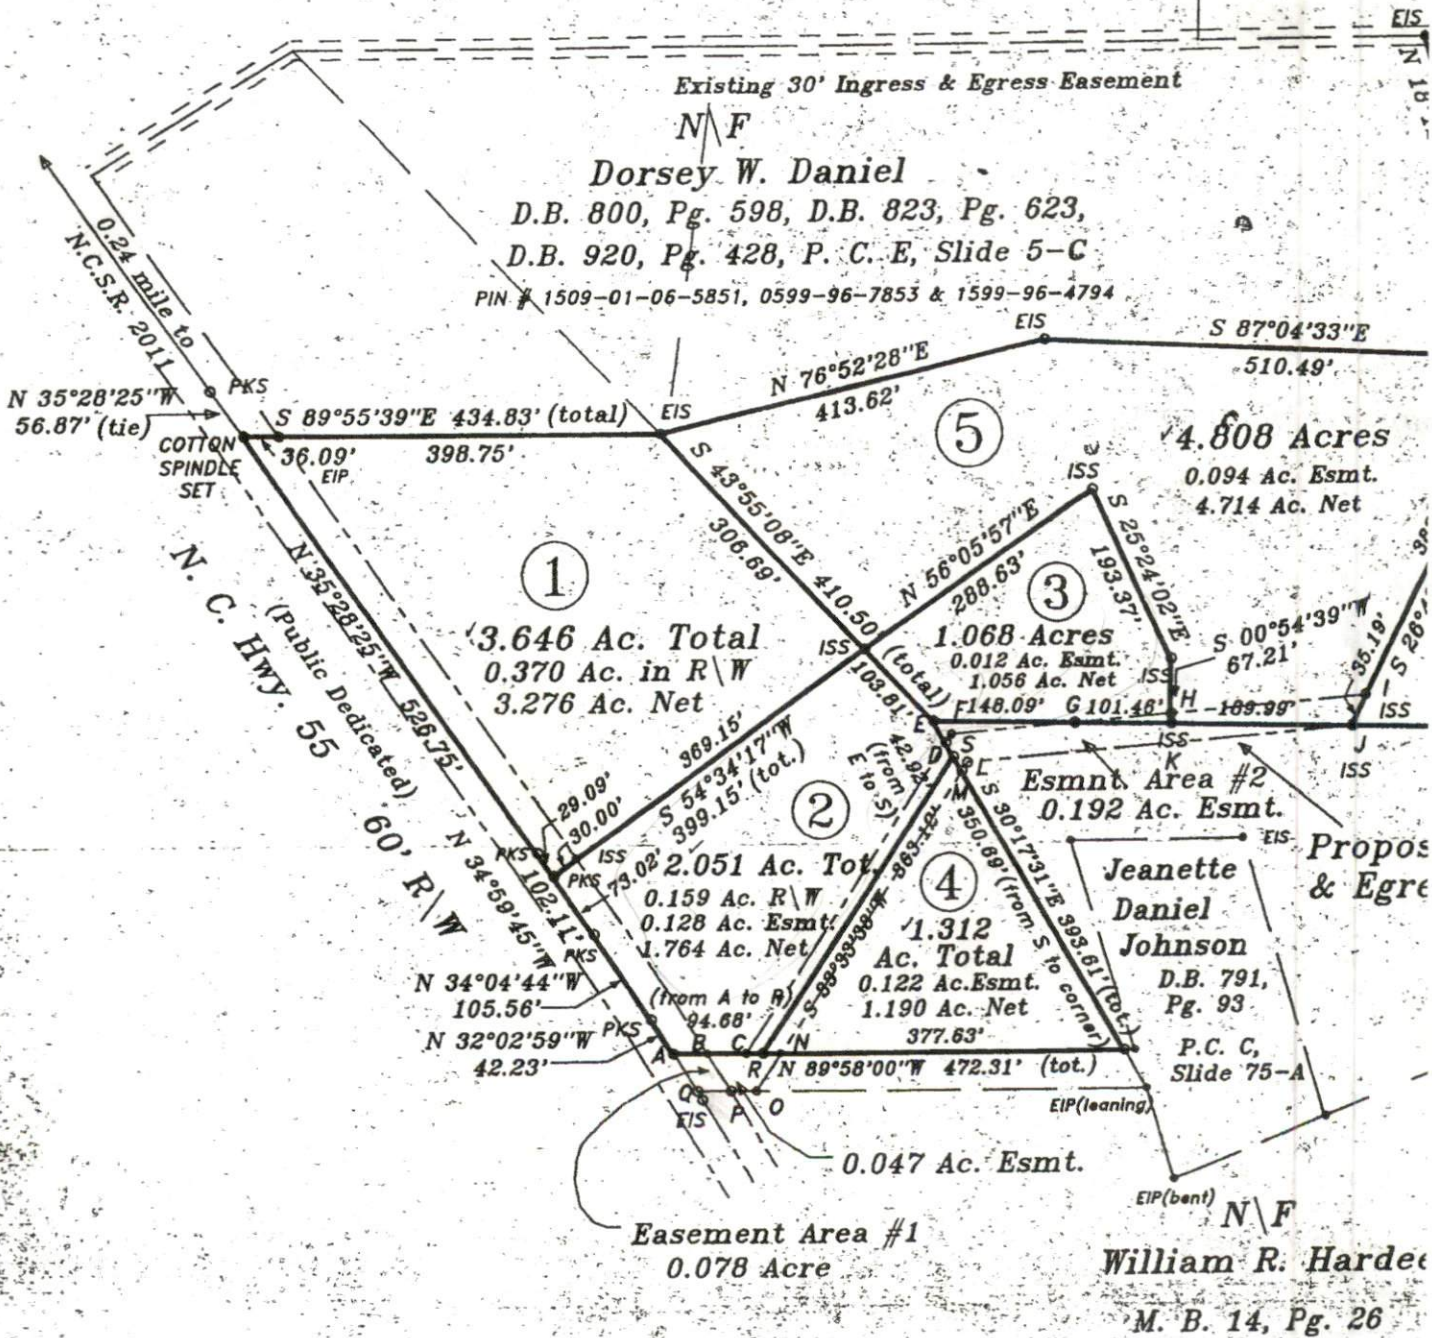 EIS
N 18
Existing 30' Ingress & Egress Easement
N\F
Dorsey W. Daniel
D.B. 800, Pg. 598, D.B. 823, Pg. 623,
D.B. 920, Pg. 428, P. C. E, Slide 5-C
PIN # 1509-01-06-5851, 0599-96-7853 & 1599-96-4794
0.24 mile to
N.C.S.R. 2011
N 35°28'25"W
56.87' (tie)
PKS
COTTON
SPINDLE
SET
S 89°55'39"E 434.83' (total)
36.09'
EIP
398.75'
EIS
N 76°52'28"E
413.62'
EIS
S 87°04'33"E
510.49'
5
4.808 Acres
0.094 Ac. Esmt.
4.714 Ac. Net
S 43°55'08"E 410.50'
(total)
306.69'
103.81'
ISS
N 56°05'57"E
288.63'
ISS
S 25°24'02"E
193.37'
3
1.068 Acres
0.012 Ac. Esmt.
1.056 Ac. Net
ISS
S 00°54'39"W
67.21'
35.19'
I
ISS
E
F
148.09'
G
101.46'
H
189.99'
ISS
K
J
ISS
1
3.646 Ac. Total
0.370 Ac. in R\W
3.276 Ac. Net
N 35°28'25"W 526.75'
(Public Dedicated)
N. C. Hwy. 55
60' R\W
369.15'
S 54°34'17"W
399.15' (tot.)
29.09'
30.00'
PKS
ISS
PKS
73.02'
102.11'
N 34°59'45"W
PKS
N 34°04'44"W
105.56'
PKS
N 32°02'59"W
42.23'
2
2.051 Ac. Tot.
0.159 Ac. R\W
0.128 Ac. Esmt.
1.764 Ac. Net
(from A to R)
94.68'
42.92'
(from
E to S)
D
S
L
M
S 30°17'31"E 393.61' (tot.)
350.69' (from S to corner)
4
1.312
Ac. Total
0.122 Ac.Esmt.
1.190 Ac. Net
377.63'
A
B
C
R
N
N 89°58'00"W 472.31' (tot.)
Q
EIS
P
O
Esmnt. Area #2
0.192 Ac. Esmt.
EIS
Propos
& Egre
Jeanette
Daniel
Johnson
D.B. 791,
Pg. 93
P.C. C,
Slide 75-A
EIP(leaning)
0.047 Ac. Esmt.
EIP(bent)
Easement Area #1
0.078 Acre
N\F
William R. Hardee
M. B. 14, Pg. 26